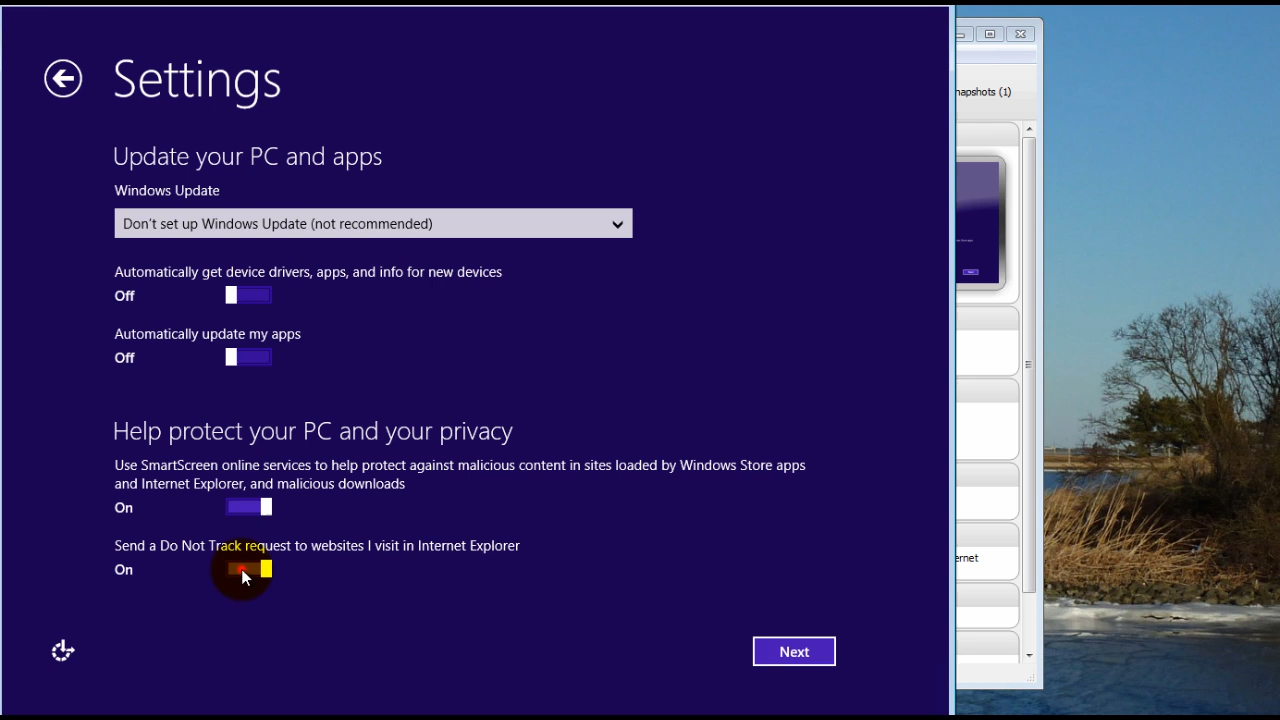 Settings
Update your PC and apps
Windows Update
Don't set up Windows Update (not recommended)
Automatically get device drivers, apps, and info for new devices
Off
Automatically update my apps
Off
Help protect your PC and your privacy
Use SmartScreen online services to help protect against malicious content in sites loaded by Windows Store apps
and Internet Explorer, and malicious downloads
On
Send a Do Not Track request to websites I visit in Internet Explorer
On
Next
napshots (1)
ernet